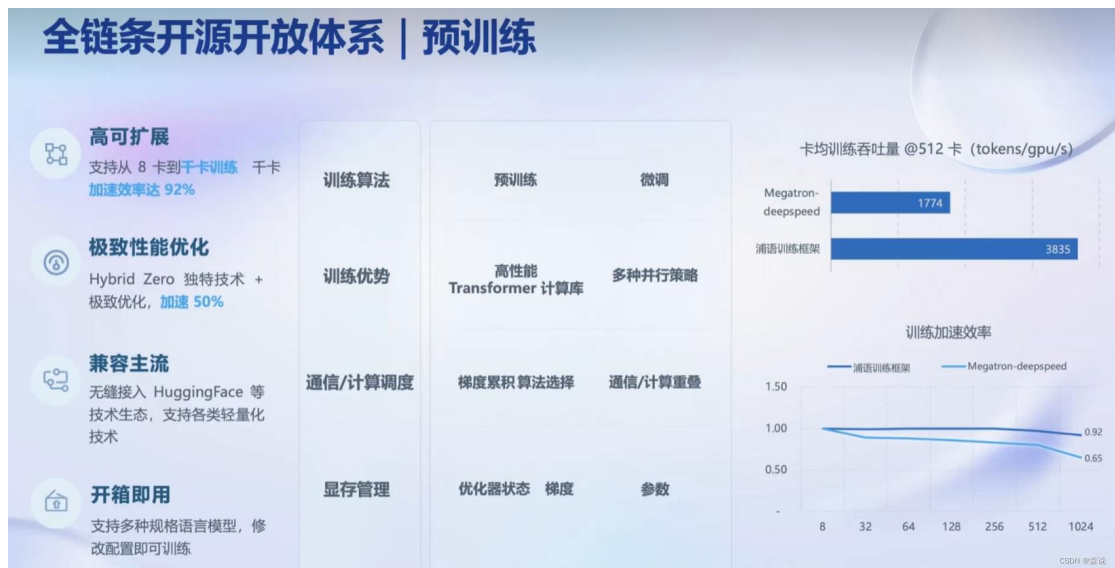 全链条开源开放体系 | 预训练
高可扩展
支持从 8 卡到千卡训练 千卡
加速效率达 92%
极致性能优化
Hybrid Zero 独特技术 +
极致优化，加速 50%
兼容主流
无缝接入 HuggingFace 等
技术生态，支持各类轻量化
技术
开箱即用
支持多种规格语言模型，修
改配置即可训练
训练算法
预训练
微调
训练优势
高性能
Transformer 计算库
多种并行策略
通信/计算调度
梯度累积 算法选择
通信/计算重叠
显存管理
优化器状态 梯度
参数
卡均训练吞吐量 @512 卡（tokens/gpu/s）
Megatron-
deepspeed
1774
浦语训练框架
3835
训练加速效率
浦语训练框架
Megatron-deepspeed
1.50
1.00
0.50
-
0.92
0.65
8 32 64 128 256 512 1024
CSDN @霖说